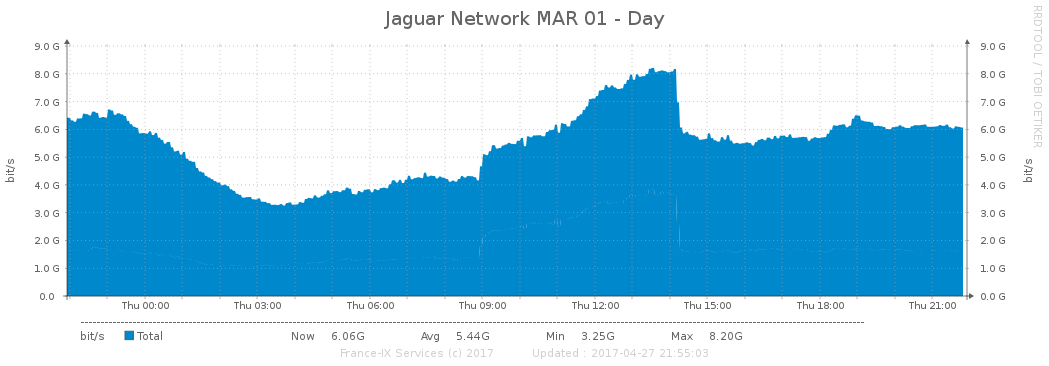 Jaguar Network MAR 01 - Day
RRDTOOL / TOBI OETIKER
9.0 G 9.0 G
8.0 G 8.0 G
7.0 G 7.0 G
6.0 G 6.0 G
5.0 G 5.0 G
4.0 G 4.0 G
3.0 G 3.0 G
2.0 G 2.0 G
1.0 G 1.0 G
0.0 0.0 G
bit/s bit/s
Thu 00:00 Thu 03:00 Thu 06:00 Thu 09:00 Thu 12:00 Thu 15:00 Thu 18:00 Thu 21:00
bit/s Total Now 6.06G Avg 5.44G Min 3.25G Max 8.20G
France-IX Services (c) 2017 Updated : 2017-04-27 21:55:03